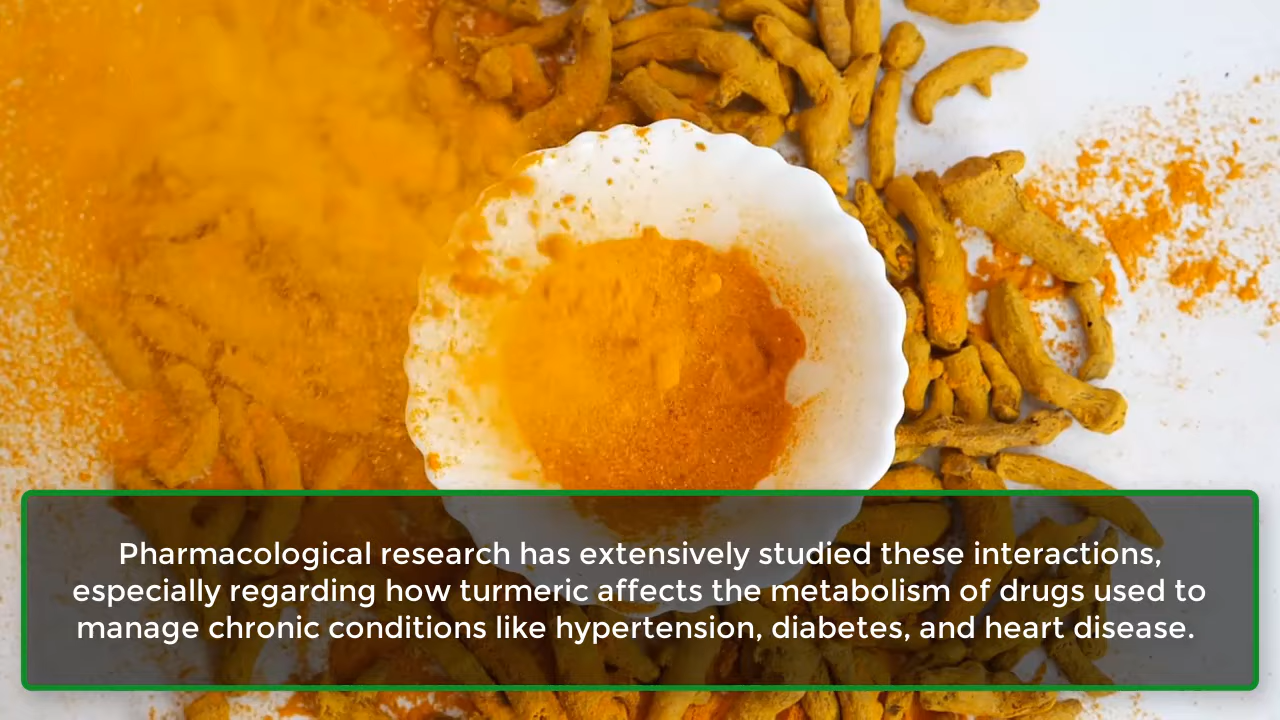 Pharmacological research has extensively studied these interactions,
especially regarding how turmeric affects the metabolism of drugs used to
manage chronic conditions like hypertension, diabetes, and heart disease.